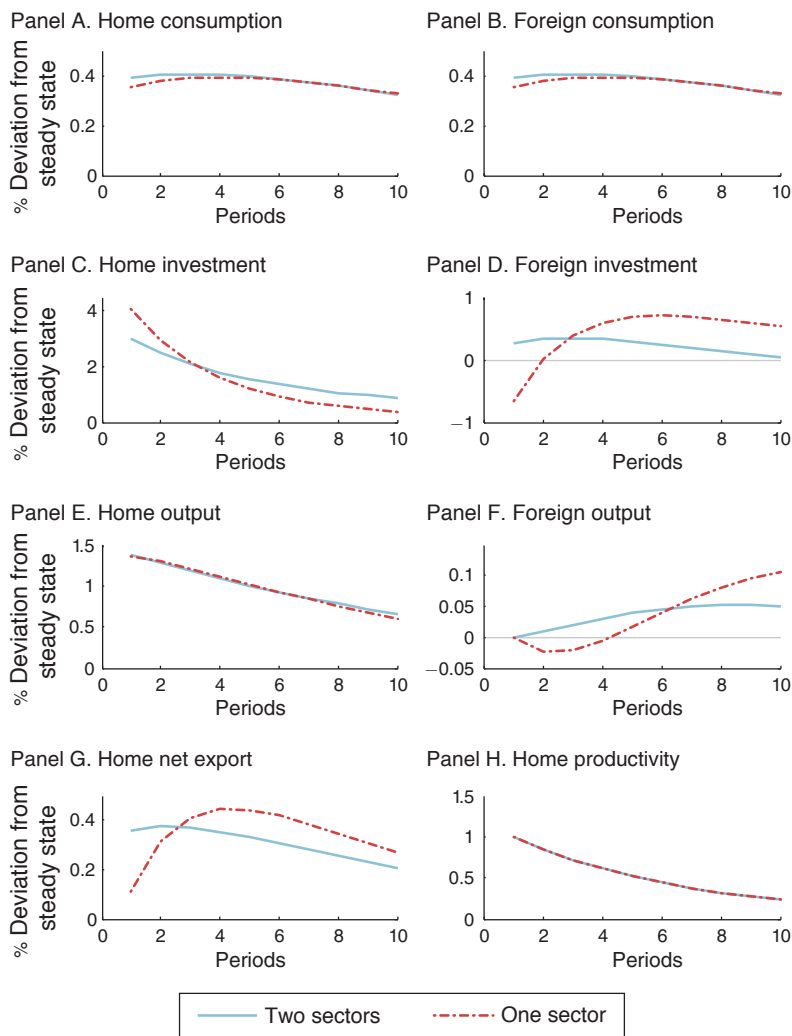 Panel A. Home consumption
% Deviation from
steady state
0.4
0.2
0
0 2 4 6 8 10
Periods
Panel B. Foreign consumption
0.4
0.2
0
0 2 4 6 8 10
Periods
Panel C. Home investment
% Deviation from
steady state
4
2
0
0 2 4 6 8 10
Periods
Panel D. Foreign investment
1
0
−1
0 2 4 6 8 10
Periods
Panel E. Home output
% Deviation from
steady state
1.5
1
0.5
0
0 2 4 6 8 10
Periods
Panel F. Foreign output
0.1
0.05
0
−0.05
0 2 4 6 8 10
Periods
Panel G. Home net export
% Deviation from
steady state
0.4
0.2
0
0 2 4 6 8 10
Periods
Panel H. Home productivity
1.5
1
0.5
0
0 2 4 6 8 10
Periods
Two sectors
One sector